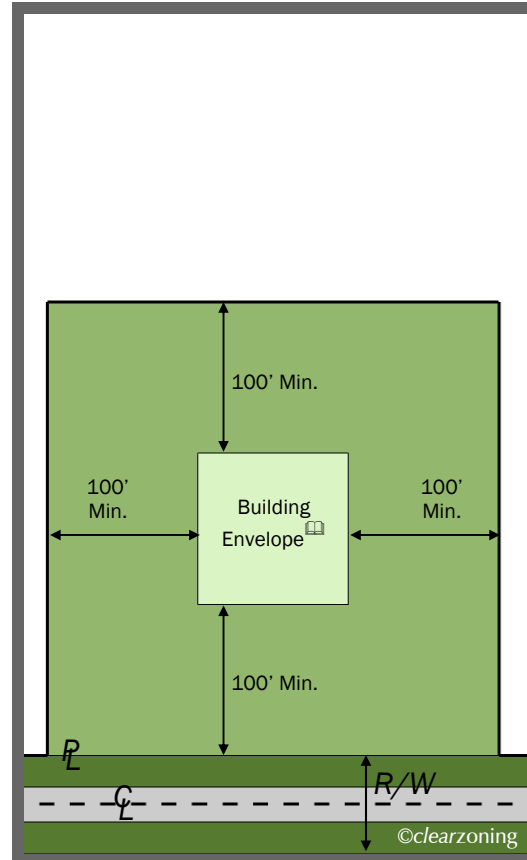 100’ Min.
100’
Min.
100’
Min.
Building
Envelope
100’ Min.
PL
R/W
CL
©clearzoning